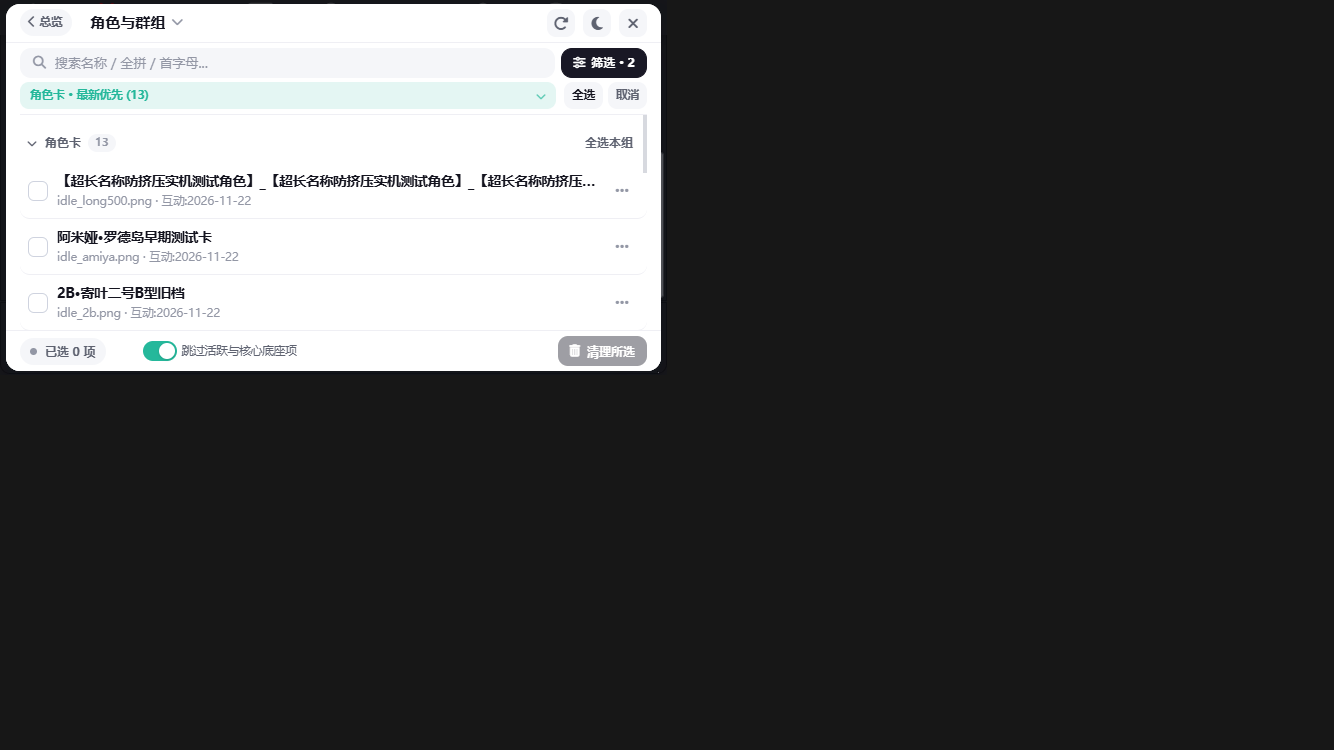 总览 角色与群组
搜索名称 / 全拼 / 首字母... 筛选 • 2
角色卡 • 最新优先 (13) 全选 取消
角色卡 13 全选本组
【超长名称防挤压实机测试角色】_【超长名称防挤压实机测试角色】_【超长名称防挤压...
idle_long500.png · 互动:2026-11-22
阿米娅•罗德岛早期测试卡
idle_amiya.png · 互动:2026-11-22
2B•寄叶二号B型旧档
idle_2b.png · 互动:2026-11-22
已选 0 项 跳过活跃与核心底座项 清理所选